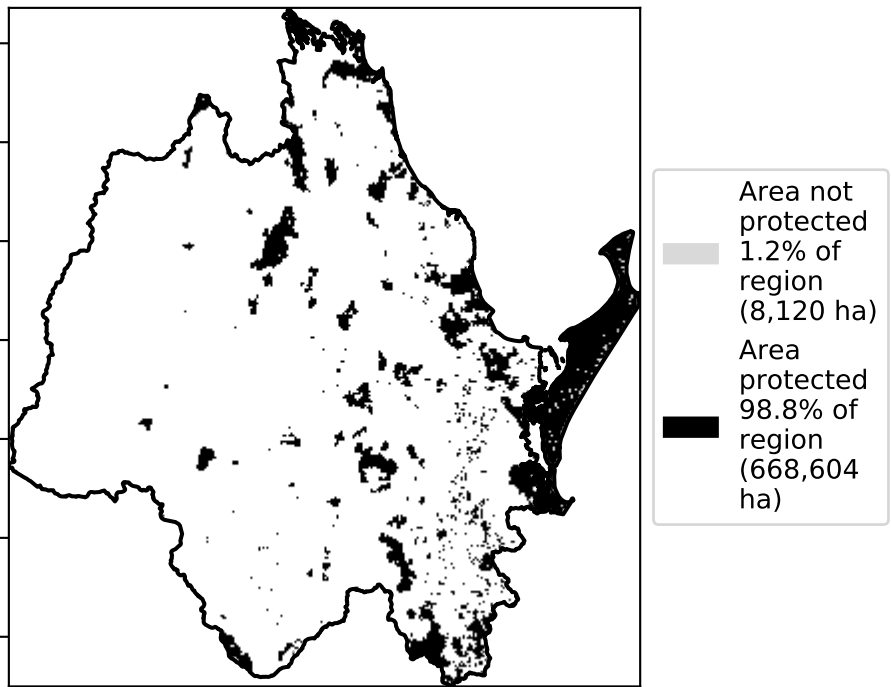 Area not
protected
1.2% of
region
(8,120 ha)
Area
protected
98.8% of
region
(668,604
ha)